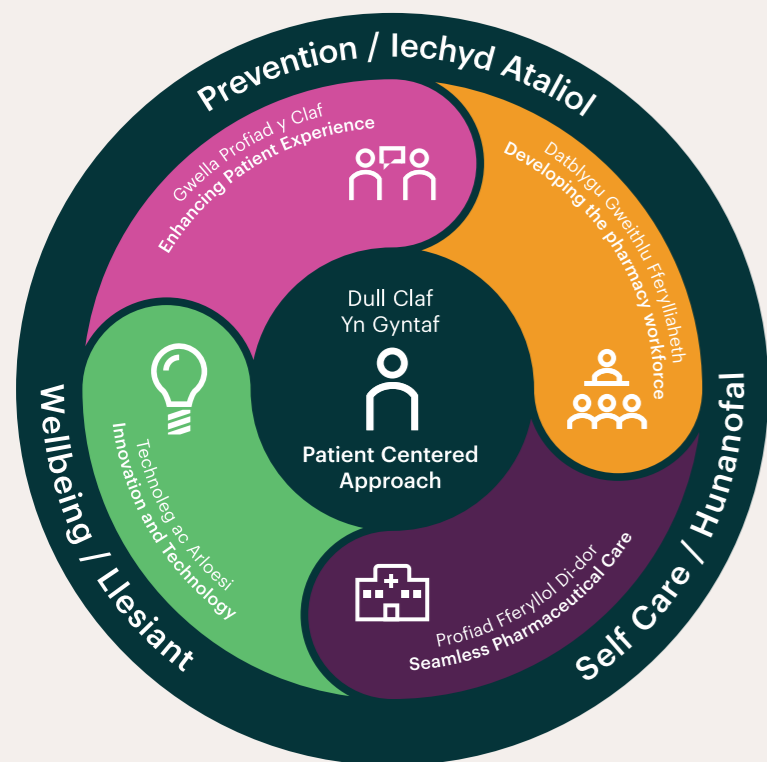 Prevention / Iechyd Ataliol
Gwella Profiad y Claf
Enhancing Patient Experience
Datblygu Gweithlu Fferylliaheth
Developing the pharmacy workforce
Dull Claf
Yn Gyntaf
Patient Centered
Approach
Technoleg ac Arloesi
Innovation and Technology
Profiad Fferyllol Di-dor
Seamless Pharmaceutical Care
Wellbeing / Llesiant
Self Care / Hunanofal